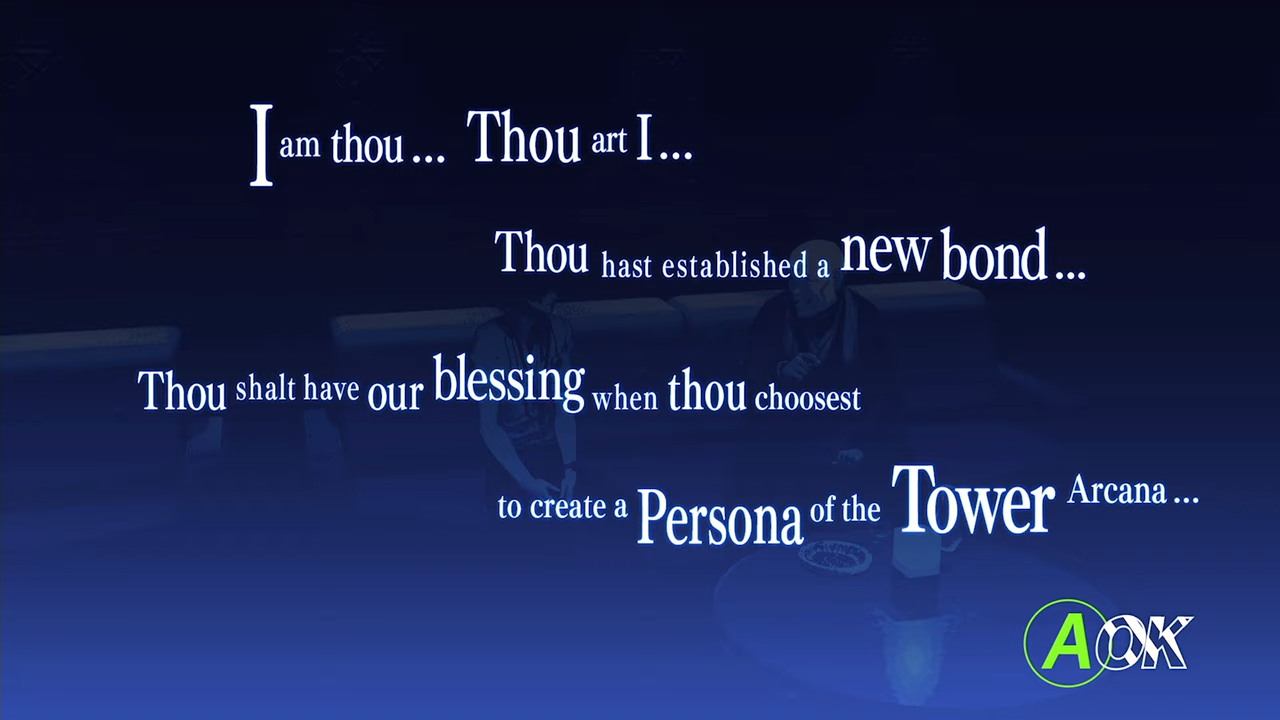 I am thou... Thou art I...
Thou hast established a new bond...
Thou shalt have our blessing when thou choosest
to create a Persona of the Tower Arcana...
A OK